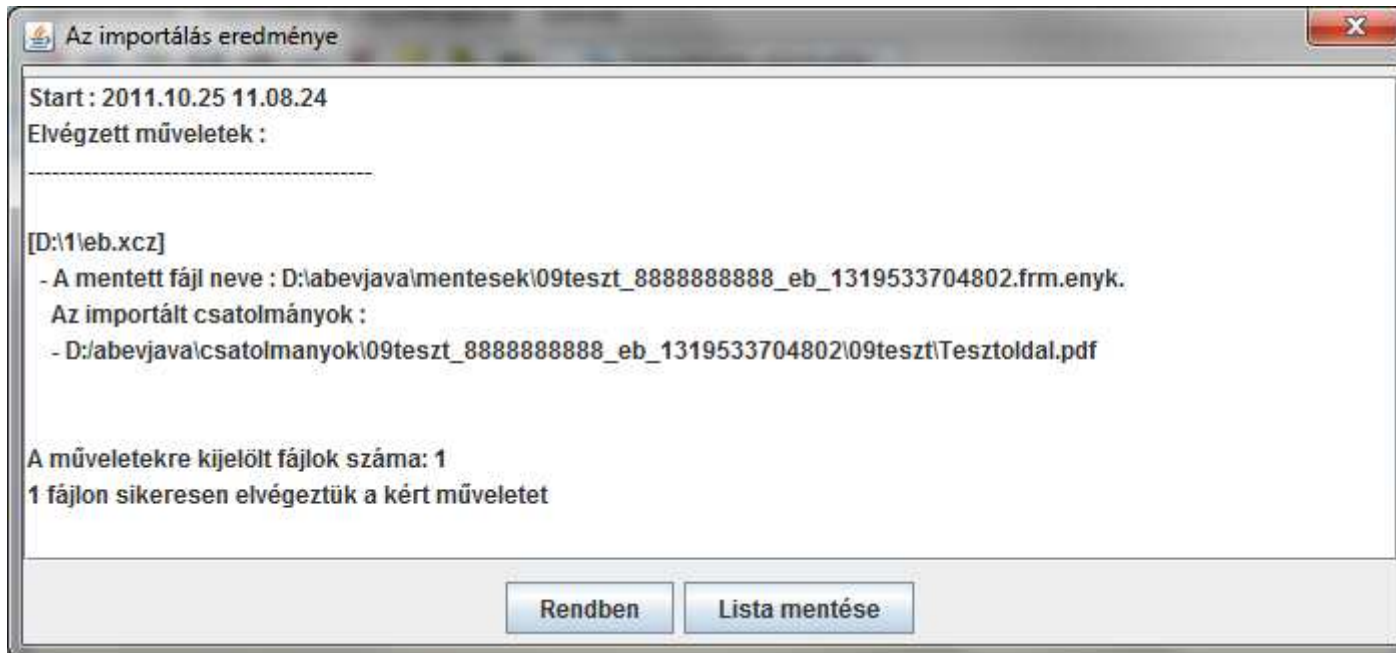 Az importálás eredménye
Start : 2011.10.25 11.08.24
Elvégzett műveletek :
-------------------------------------------
[D:\1\eb.xcz]
- A mentett fájl neve : D:\abevjava\mentesek\09teszt_8888888888_eb_1319533704802.frm.enyk.
Az importált csatolmányok :
- D:/abevjava\csatolmanyok\09teszt_8888888888_eb_1319533704802\09teszt\Tesztoldal.pdf
A műveletekre kijelölt fájlok száma: 1
1 fájlon sikeresen elvégeztük a kért műveletet
Rendben
Lista mentése